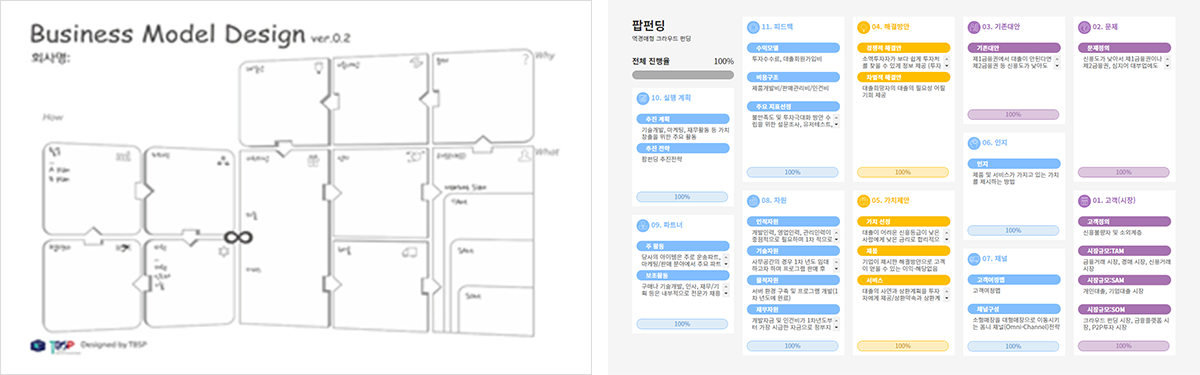 Business Model Design ver.0.2
회사명:
Why
How
What
A Plan
B Plan
Designed by TBSP
팝펀딩
역경매형 크라우드 펀딩
전체 진행율 100%
10. 실행 계획
추진 계획
기술개발, 마케팅, 재무활동 등 가치
창출을 위한 주요 활동
추진 전략
팝펀딩 추진전략
100%
09. 파트너
주 활동
당사의 아이템은 주로 운송파트,
마케팅/판매 분야에서 주요 파트
보조활동
구매나 기술개발, 인사, 재무/기
획 등은 내부적으로 전문가 채용
100%
11. 피드백
수익모델
투자수수료, 대출회원가입비
비용구조
제품개발비/판매관리비/인건비
주요 지표선정
불만족도 및 투자극대화 방안 수
립을 위한 설문조사, 유저테스트,
100%
08. 자원
인적자원
개발인력, 영업인력, 관리인력이
중점적으로 필요하며 1차 적으로
기술자원
사무공간의 경우 1차 년도 임대
하고자 하며 프로그램 판매 후
물적자원
서버 환경 구축 및 프로그램 개발(1
차 년도에 완료)
재무자원
개발자금 및 인건비가 1차년도부
터 가장 시급한 자금으로 정부지
100%
04. 해결방안
경쟁적 해결안
소액투자자가 보다 쉽게 투자처
를 찾을 수 있게 정보 제공 (투자
차별적 해결안
대출희망자의 대출의 필요성 어필
기회 제공
100%
05. 가치제안
가치 선정
대출이 어려운 신용등급이 낮은
사람에게 낮은 금리로 합리적으
제품
기업이 제시한 해결방안으로 고객
이 얻을 수 있는 이익-해당없음
서비스
대출의 사연과 상환계획을 투자
자에게 제공/상환약속과 상환계
100%
03. 기존대안
기존대안
제1금융권에서 대출이 안된다면
제2금융권 등 신용도가 낮아도
100%
06. 인지
인지
제품 및 서비스가 가지고 있는 가치
를 제시하는 방법
100%
07. 채널
고객여정맵
고객여정맵
채널구성
소형매장을 대형매장으로 이동시키
는 옴니 채널(Omni-Channel)전략
100%
02. 문제
문제정의
신용도가 낮아서 제1금융권이나
제2금융권, 심지어 대부업에도
100%
01. 고객(시장)
고객정의
신용불량자 및 소외계층
시장규모:TAM
금융거래 시장, 경매 시장, 신용거래
시장
시장규모:SAM
개인대출, 기업대출 시장
시장규모:SOM
크라우드 펀딩 시장, 금융플랫폼 시
장, P2P투자 시장
100%